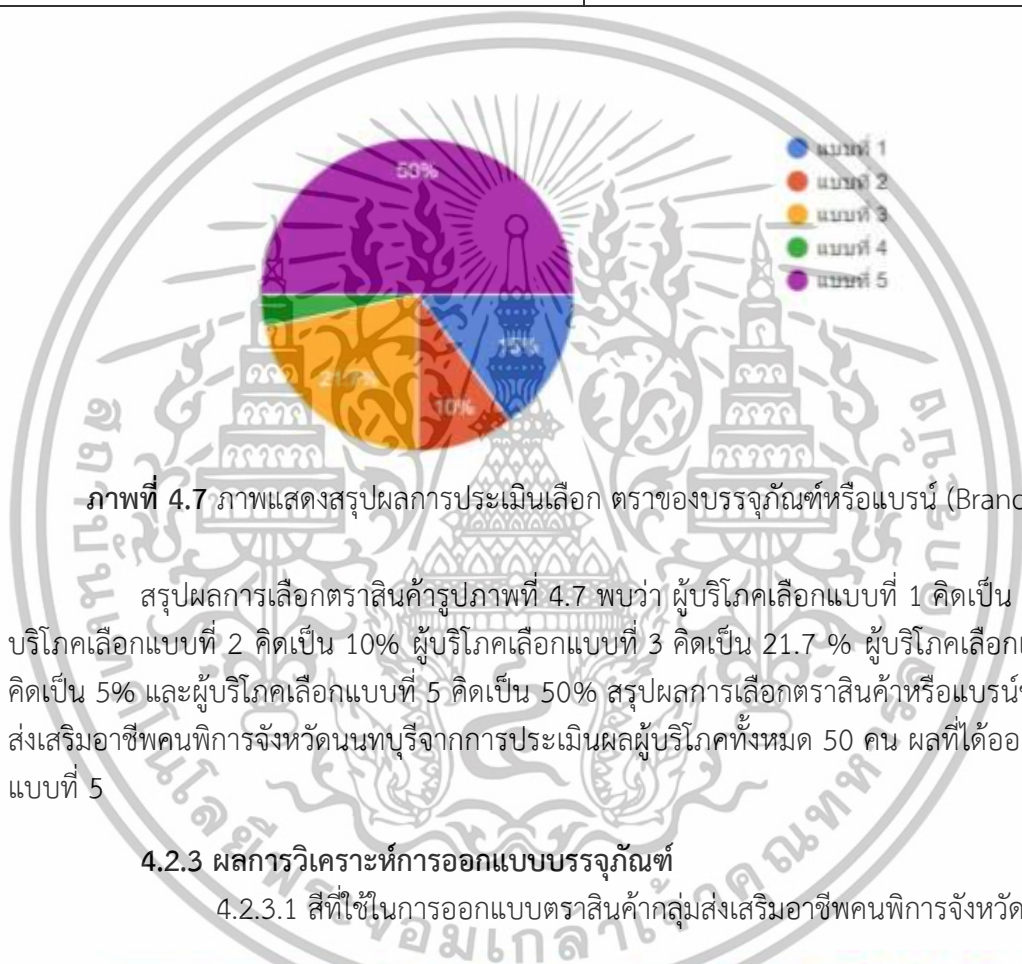 50%
แบบที่ 1
แบบที่ 2
แบบที่ 3
แบบที่ 4
แบบที่ 5
15%
21.7%
10%
ภาพที่ 4.7 ภาพแสดงสรุปผลการประเมินเลือก ตราของบรรจุภัณฑ์หรือแบรน์ (Branc
สรุปผลการเลือกตราสินค้ารูปภาพที่ 4.7 พบว่า ผู้บริโภคเลือกแบบที่ 1 คิดเป็น
บริโภคเลือกแบบที่ 2 คิดเป็น 10% ผู้บริโภคเลือกแบบที่ 3 คิดเป็น 21.7 % ผู้บริโภคเลือก
คิดเป็น 5% และผู้บริโภคเลือกแบบที่ 5 คิดเป็น 50% สรุปผลการเลือกตราสินค้าหรือแบรน์
ส่งเสริมอาชีพคนพิการจังหวัดนนทบุรีจากการประเมินผลผู้บริโภคทั้งหมด 50 คน ผลที่ได้ออ
แบบที่ 5
4.2.3 ผลการวิเคราะห์การออกแบบบรรจุภัณฑ์
4.2.3.1 สีที่ใช้ในการออกแบบตราสินค้ากลุ่มส่งเสริมอาชีพคนพิการจังหวัด